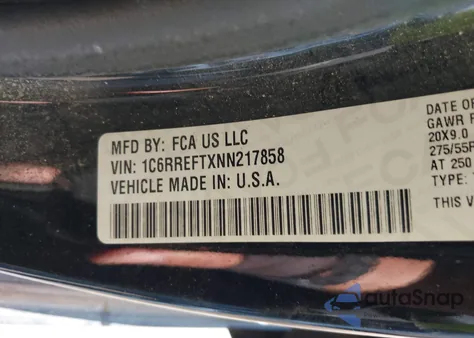 MFD BY: FCA US LLC
VIN: 1C6RREFTXNN217858
VEHICLE MADE IN: U.S.A.
DATE OF
GAWR
20X9.0
275/55R
AT 250
TYPE:
THIS V
autoSnap